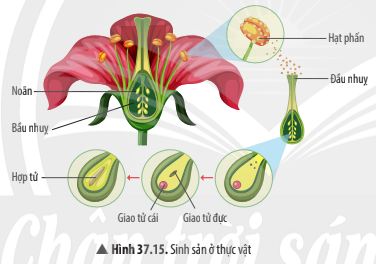 Hạt phấn
Đầu nhuỵ
Noãn
Bầu nhuỵ
Hợp tử
Giao tử cái
Giao tử đực
▲ Hình 37.15. Sinh sản ở thực vật
Chân trời sán